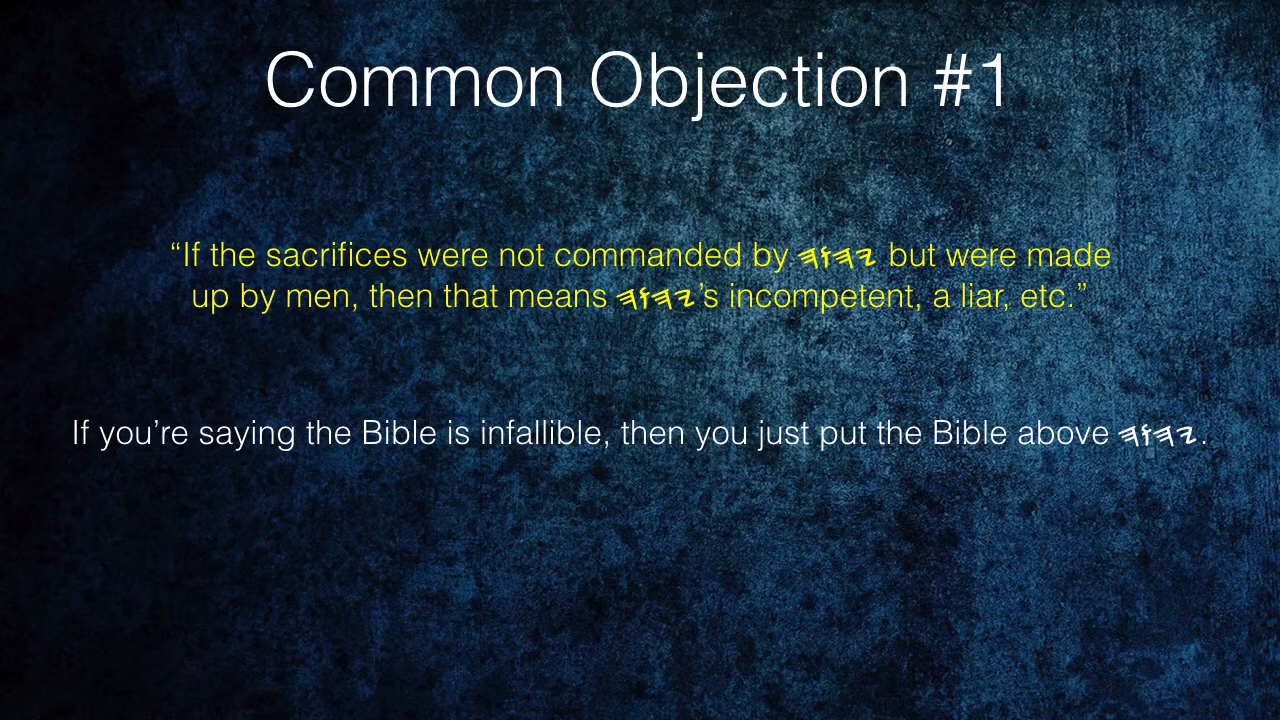 Common Objection #1
“If the sacrifices were not commanded by 𐤉𐤄𐤅𐤄 but were made
up by men, then that means 𐤉𐤄𐤅𐤄’s incompetent, a liar, etc.”
If you’re saying the Bible is infallible, then you just put the Bible above 𐤉𐤄𐤅𐤄.